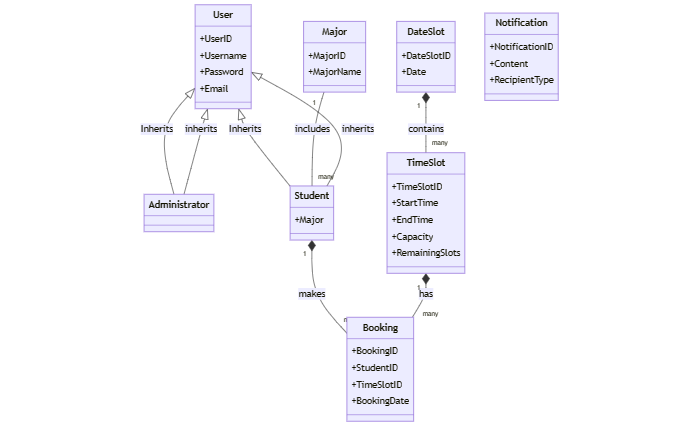 User
+UserID
+Username
+Password
+Email
Major
+MajorID
+MajorName
DateSlot
+DateSlotID
+Date
Notification
+NotificationID
+Content
+RecipientType
1
1
Inherits
inherits
Inherits
includes
inherits
contains
many
many
TimeSlot
+TimeSlotID
+StartTime
+EndTime
+Capacity
+RemainingSlots
Administrator
Student
+Major
1
1
makes
has
many
Booking
+BookingID
+StudentID
+TimeSlotID
+BookingDate